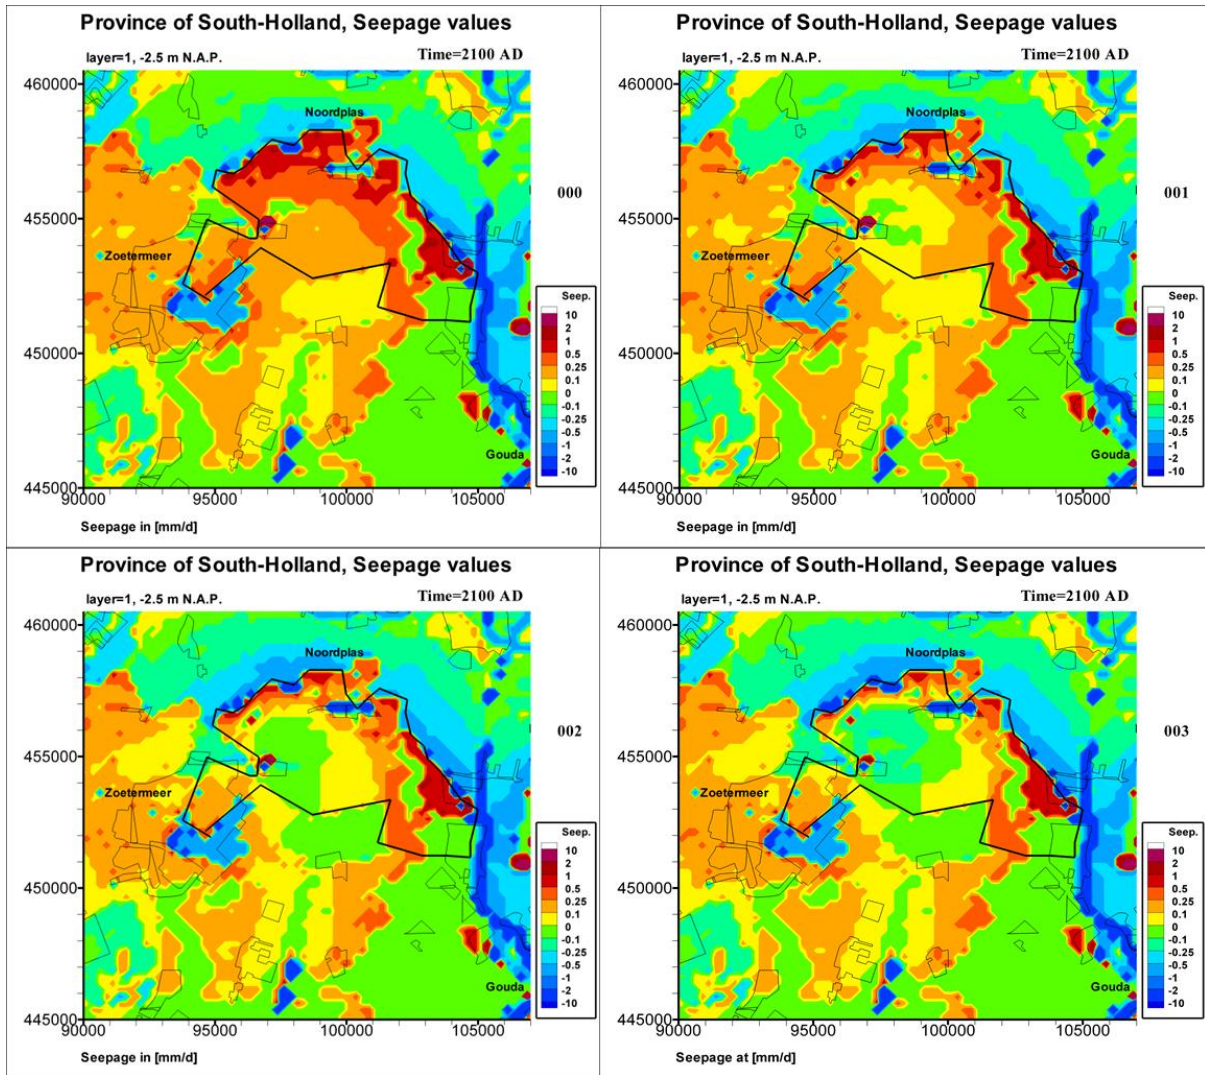 Province of South-Holland, Seepage values
layer=1, -2.5 m N.A.P. Time=2100 AD
460000
Noordplas
000
455000
Zoetermeer
Seep.
10
2
1
0.5
0.25
0.1
-0.1
-0.25
-0.5
-1
-2
-10
450000
Gouda
445000
90000 95000 100000 105000
Seepage in [mm/d]
Province of South-Holland, Seepage values
layer=1, -2.5 m N.A.P. Time=2100 AD
460000
Noordplas
001
455000
Zoetermeer
Seep.
10
2
1
0.5
0.25
0.1
-0.1
-0.25
-0.5
-1
-2
-10
450000
Gouda
445000
90000 95000 100000 105000
Seepage in [mm/d]
Province of South-Holland, Seepage values
layer=1, -2.5 m N.A.P. Time=2100 AD
460000
Noordplas
002
455000
Zoetermeer
Seep.
10
2
1
0.5
0.25
0.1
-0.1
-0.25
-0.5
-1
-2
-10
450000
Gouda
445000
90000 95000 100000 105000
Seepage in [mm/d]
Province of South-Holland, Seepage values
layer=1, -2.5 m N.A.P. Time=2100 AD
460000
Noordplas
003
455000
Zoetermeer
Seep.
10
2
1
0.5
0.25
0.1
-0.1
-0.25
-0.5
-1
-2
-10
450000
Gouda
445000
90000 95000 100000 105000
Seepage at [mm/d]